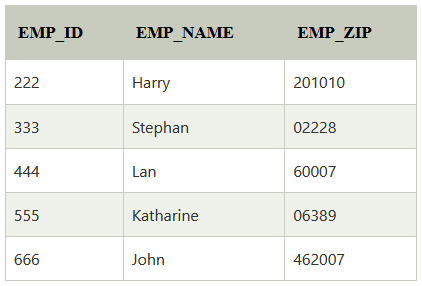 EMP_ID EMP_NAME EMP_ZIP
222 Harry 201010
333 Stephan 02228
444 Lan 60007
555 Katharine 06389
666 John 462007